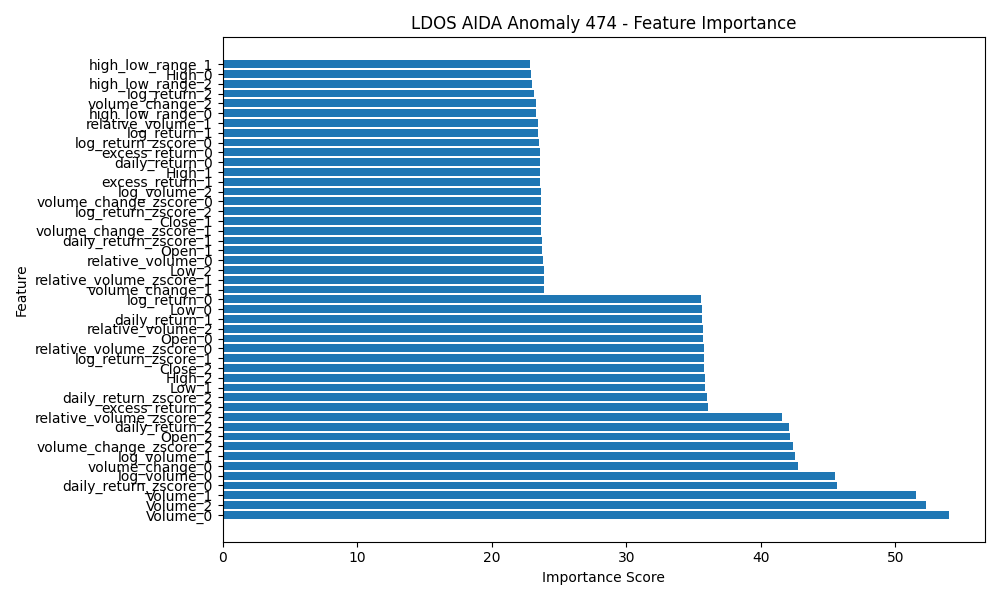 LDOS AIDA Anomaly 474 - Feature Importance
high_low_range_1
High_0
high_low_range_2
log_return_2
volume_change_2
high_low_range_0
relative_volume_1
log_return_1
log_return_zscore_0
excess_return_0
daily_return_0
High_1
excess_return_1
log_volume_2
volume_change_zscore_0
log_return_zscore_2
Close_1
volume_change_zscore_1
daily_return_zscore_1
Open_1
relative_volume_0
Low_2
relative_volume_zscore_1
volume_change_1
log_return_0
Low_0
daily_return_1
relative_volume_2
Open_0
relative_volume_zscore_0
log_return_zscore_1
Close_2
High_2
Low_1
daily_return_zscore_2
excess_return_2
relative_volume_zscore_2
daily_return_2
Open_2
volume_change_zscore_2
log_volume_1
volume_change_0
log_volume_0
daily_return_zscore_0
Volume_1
Volume_2
Volume_0
Feature
0 10 20 30 40 50
Importance Score